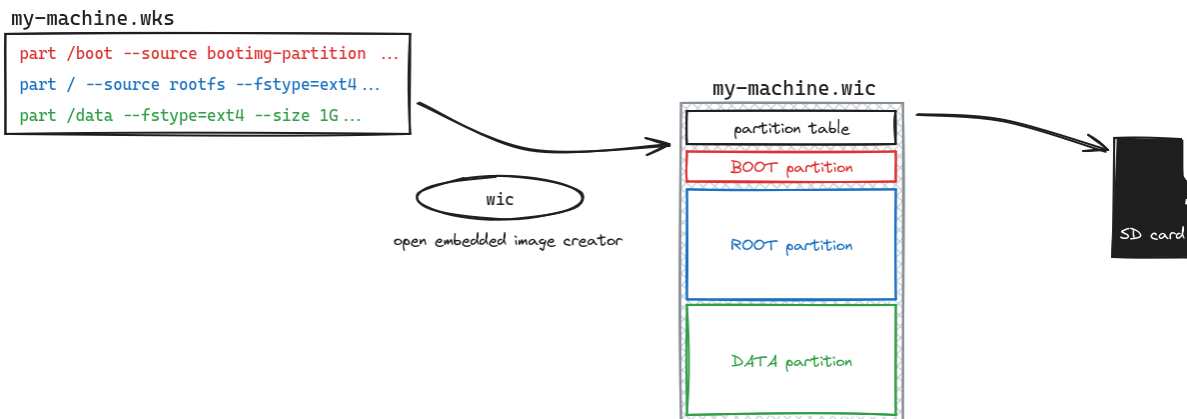 my-machine.wks
part /boot --source bootimg-partition ...
part / --source rootfs --fstype=ext4...
part /data --fstype=ext4 --size 1G...
wic
open embedded image creator
my-machine.wic
partition table
BOOT partition
ROOT partition
DATA partition
SD card